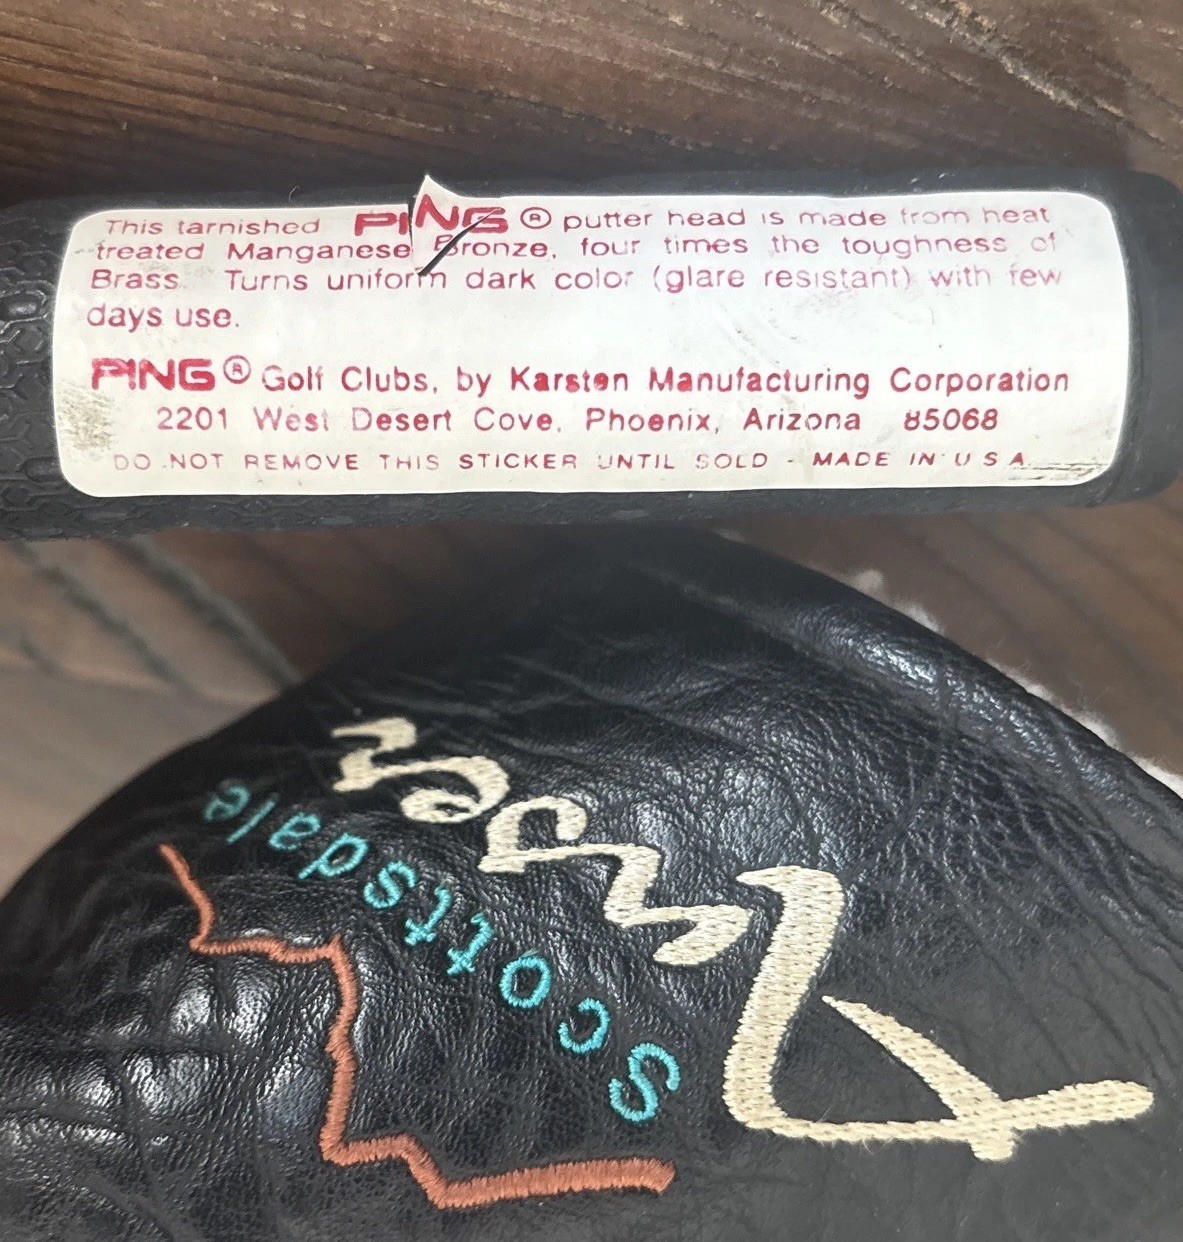 This tarnished PING ® putter head is made from heat
treated Manganese Bronze, four times the toughness of
Brass. Turns uniform dark color (glare resistant) with few
days use.
PING® Golf Clubs, by Karsten Manufacturing Corporation
2201 West Desert Cove, Phoenix, Arizona 85068
DO NOT REMOVE THIS STICKER UNTIL SOLD - MADE IN U S A
Scottsdale